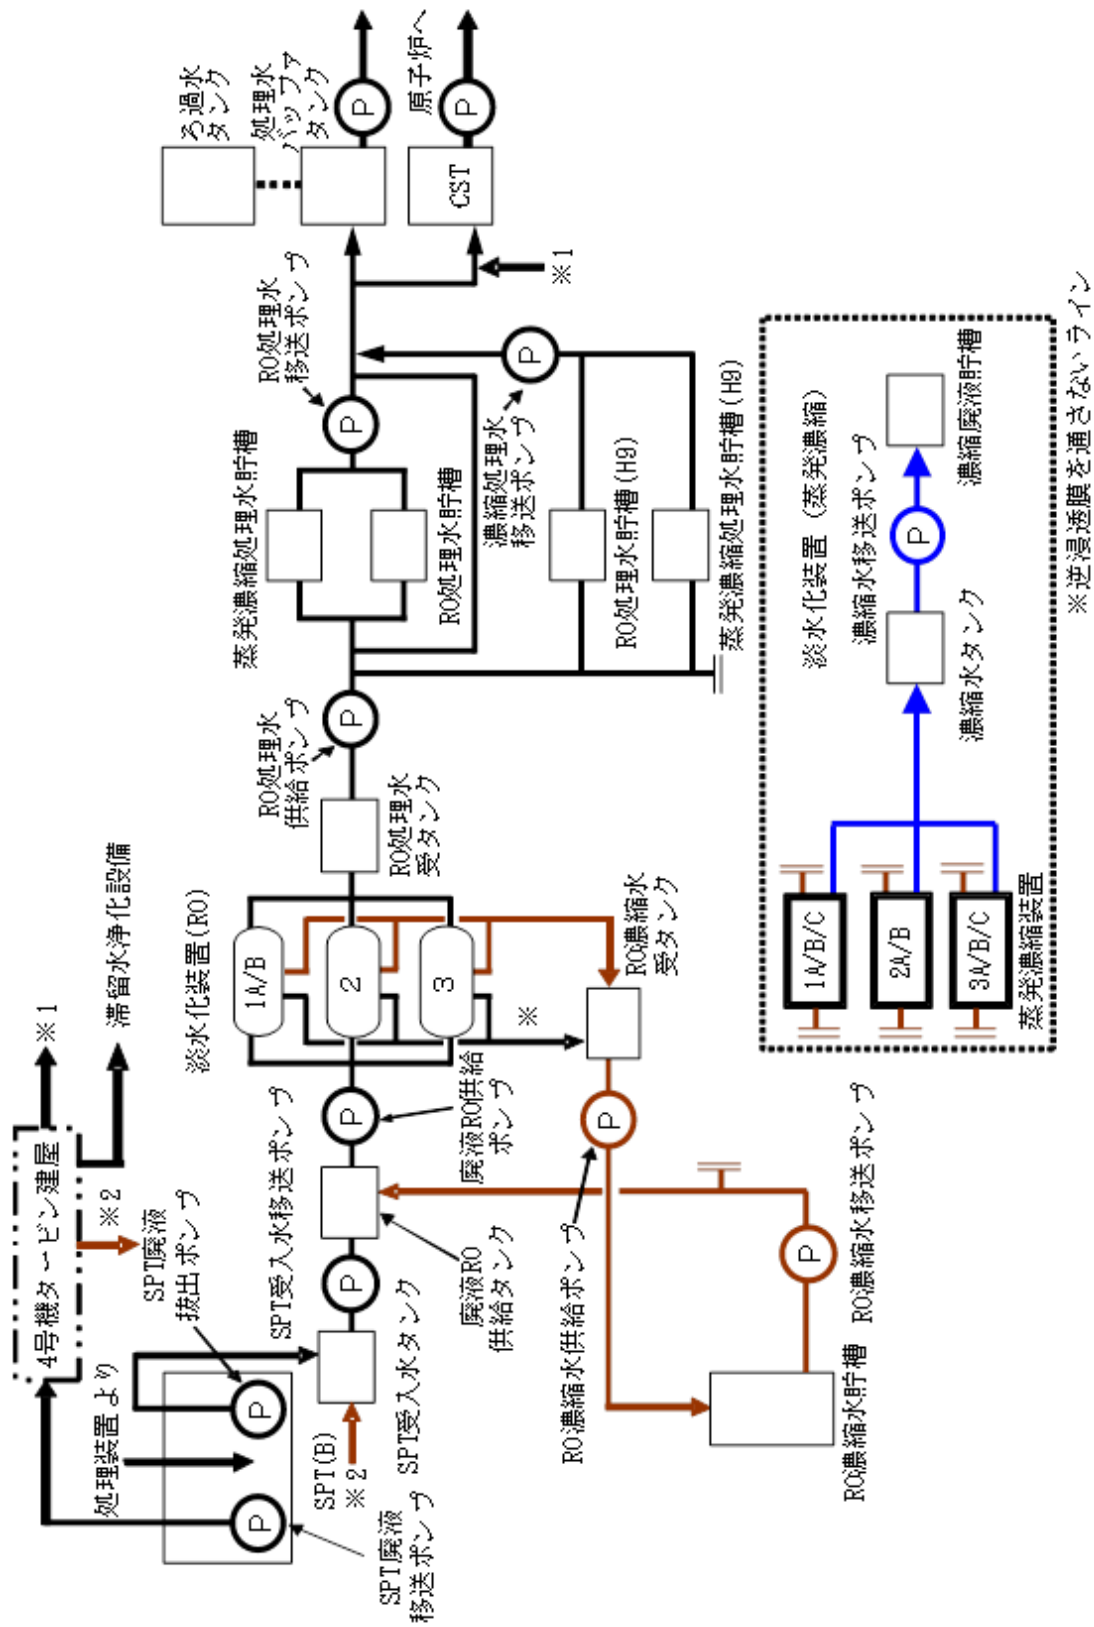 4号機タービン建屋
※1
滞留水浄化設備
※2
処理装置より
SPT廃液
抜出ポンプ
P
P
SPT廃液
移送ポンプ
SPT(B)
※2
SPT受入水タンク
SPT受入水移送ポンプ
P
廃液RO
供給タンク
P
廃液RO供給
ポンプ
淡水化装置(RO)
1A/B
2
3
※
RO濃縮水
受タンク
P
RO濃縮水供給ポンプ
RO濃縮水貯槽
P
RO濃縮水移送ポンプ
RO処理水
受タンク
RO処理水
供給ポンプ
P
蒸発濃縮処理水貯槽
RO処理水貯槽
RO処理水
移送ポンプ
P
濃縮処理水
移送ポンプ
P
RO処理水貯槽(H9)
蒸発濃縮処理水貯槽(H9)
ろ過水
タンク
処理水
バッファ
タンク
P
※1
CST
P
原子炉へ
淡水化装置(蒸発濃縮)
1A/B/C
2A/B
3A/B/C
蒸発濃縮装置
濃縮水タンク
濃縮水移送ポンプ
P
濃縮廃液貯槽
※逆浸透膜を通さないライン